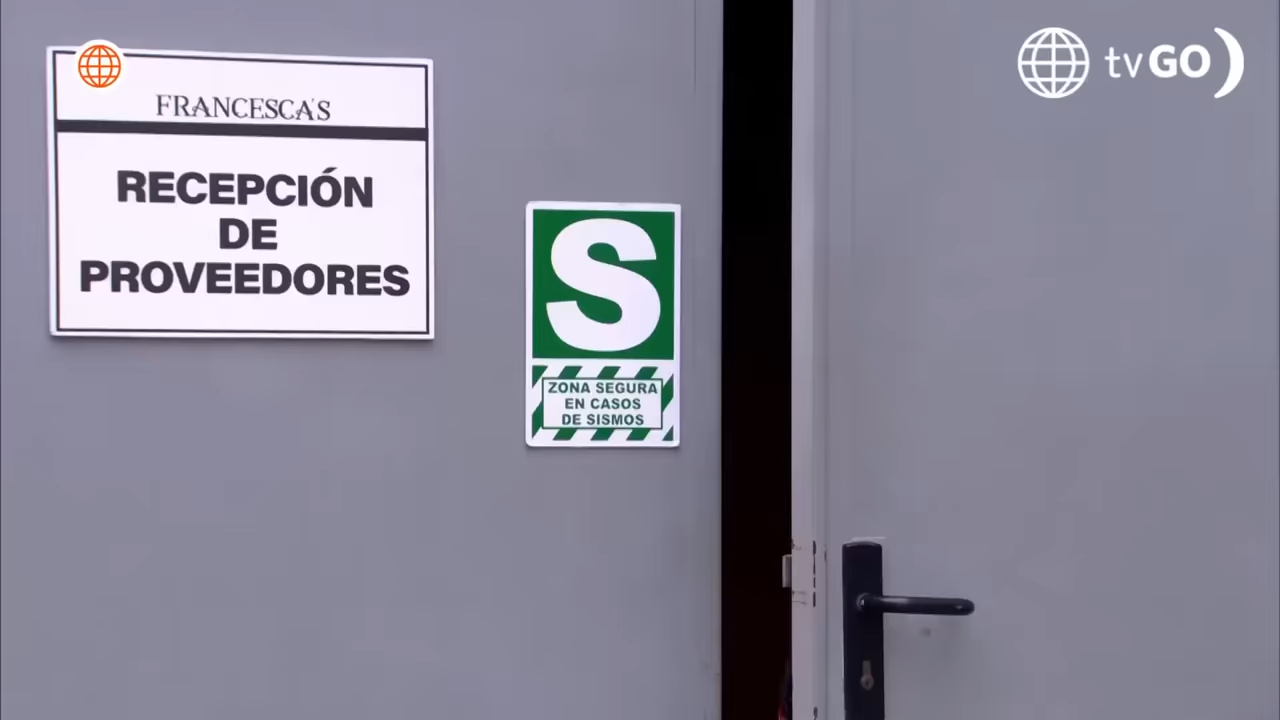 FRANCESCA'S
RECEPCIÓN
DE
PROVEEDORES
S
ZONA SEGURA
EN CASOS
DE SISMOS
tvGO